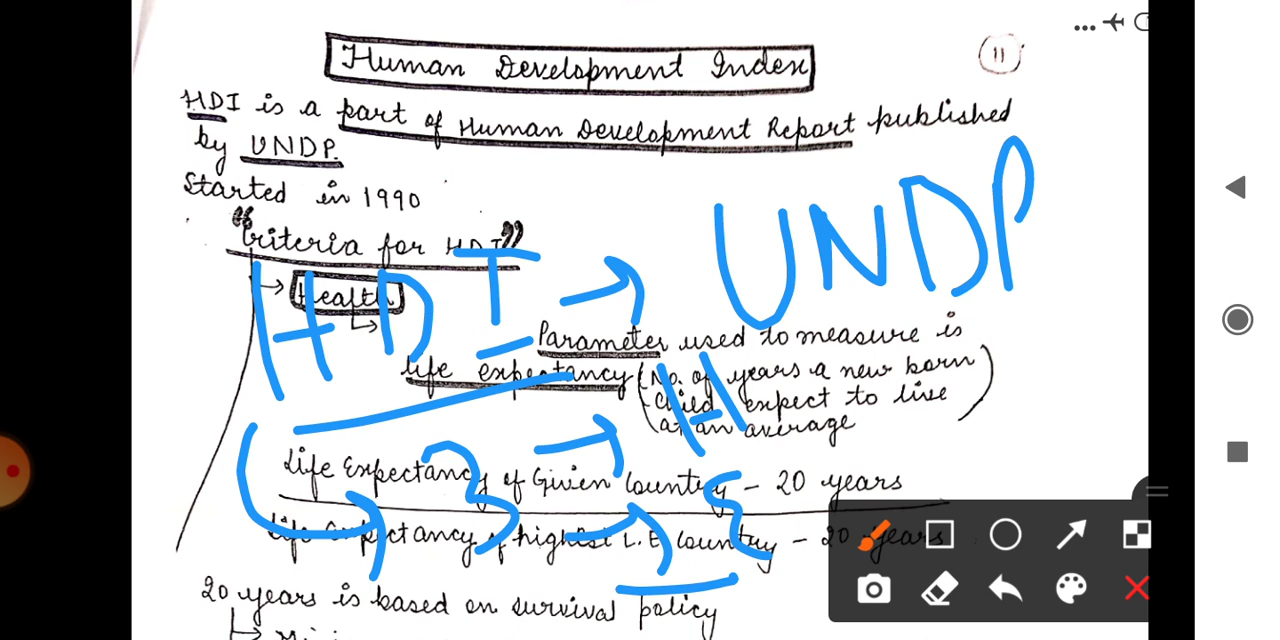 Human Development Index
11
HDI is a part of Human Development Report published
by UNDP.
Started in 1990
"Criteria for HDI"
Health
Parameter used to measure is
life expectancy (No. of years a new born
child expect to live
at an average)
Life Expectancy of Given Country – 20 years
Life Expectancy of highest L.E Country – 20 years
20 years is based on survival policy
HDI → UNDP
3 → H
→ E